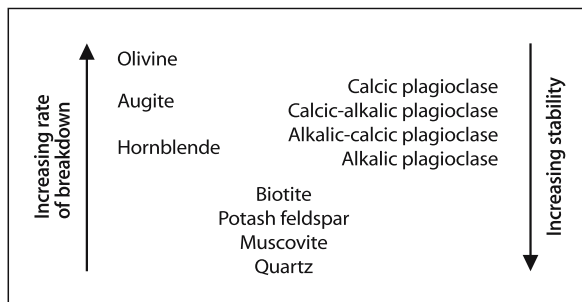 Increasing rate
of breakdown
Olivine
Augite
Hornblende
Calcic plagioclase
Calcic-alkalic plagioclase
Alkalic-calcic plagioclase
Alkalic plagioclase
Biotite
Potash feldspar
Muscovite
Quartz
Increasing stability